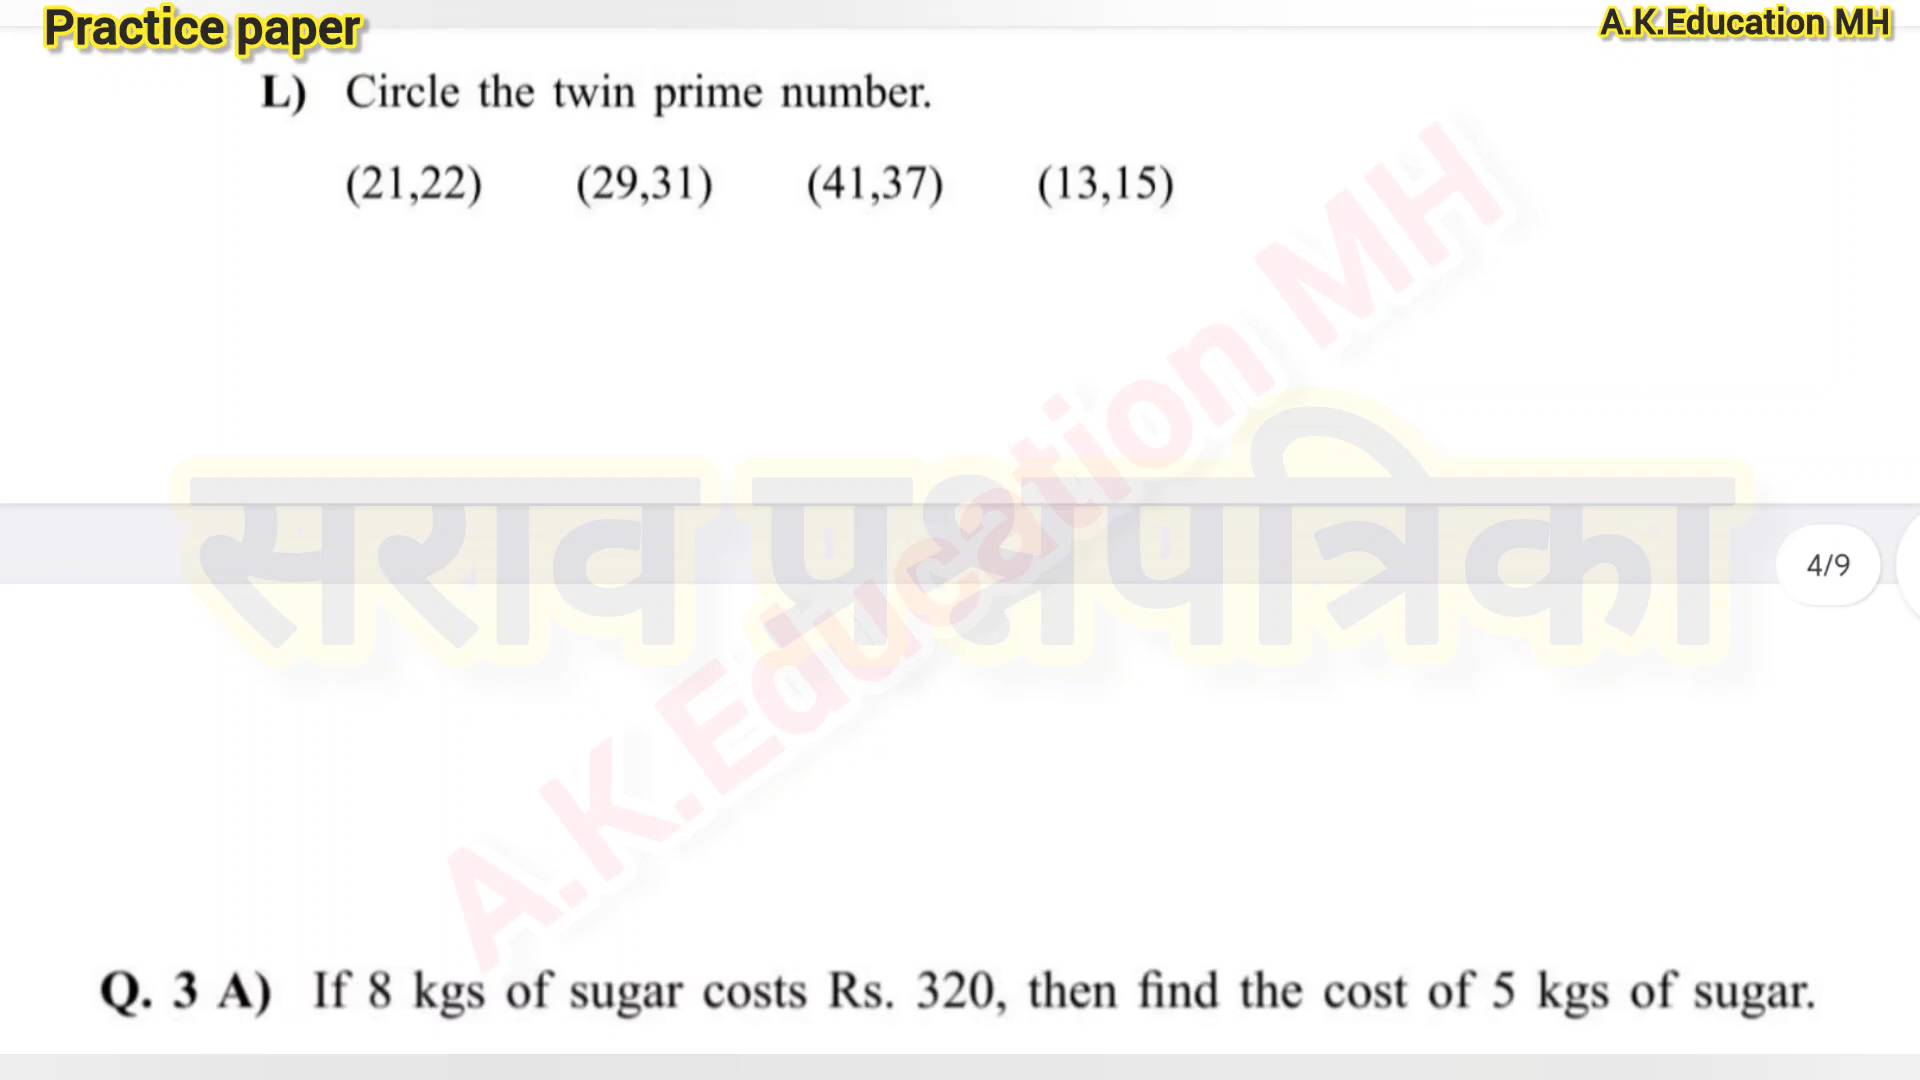 Practice paper
A.K.Education MH
L) Circle the twin prime number.
(21,22) (29,31) (41,37) (13,15)
A.K.Education MH
सराव प्रश्नपत्रिका
4/9
Q. 3 A) If 8 kgs of sugar costs Rs. 320, then find the cost of 5 kgs of sugar.